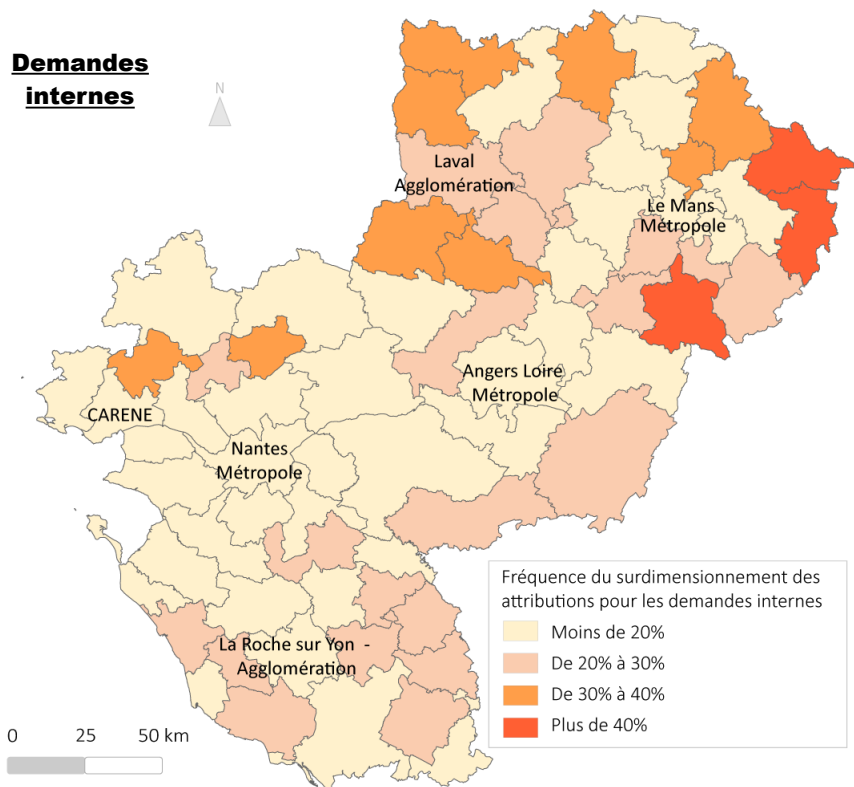 Demandes
internes
N
Laval
Agglomération
Le Mans
Métropole
Angers Loire
Métropole
CARENE
Nantes
Métropole
La Roche sur Yon -
Agglomération
Fréquence du surdimensionnement des
attributions pour les demandes internes
Moins de 20%
De 20% à 30%
De 30% à 40%
Plus de 40%
0 25 50 km